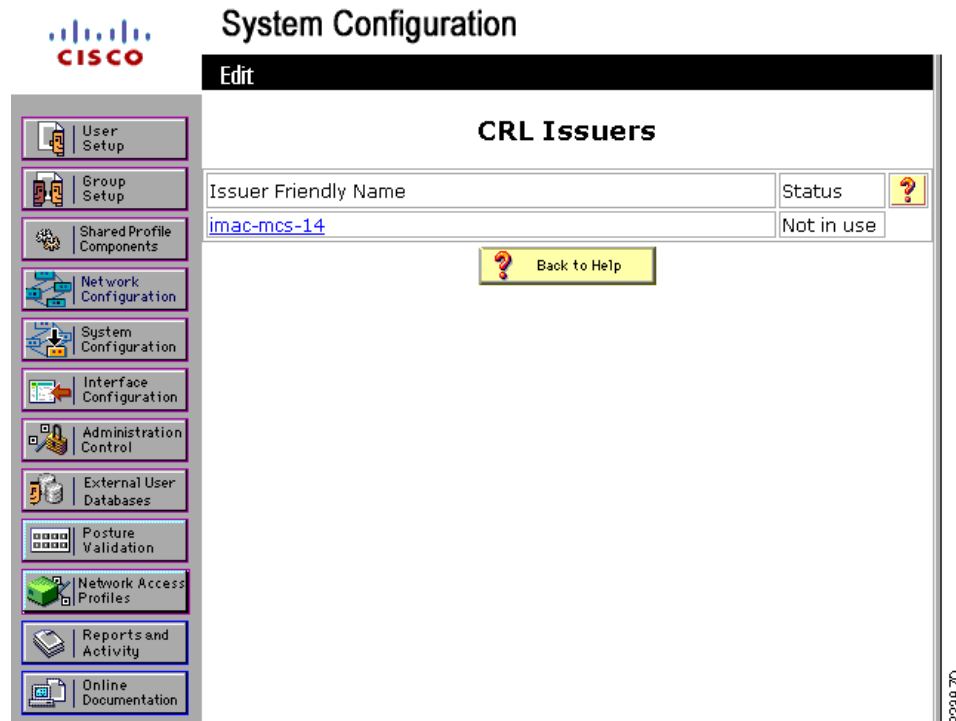 CISCO
System Configuration
Edit
User
Setup
Group
Setup
Shared Profile
Components
Network
Configuration
System
Configuration
Interface
Configuration
Administration
Control
External User
Databases
Posture
Validation
Network Access
Profiles
Reports and
Activity
Online
Documentation
CRL Issuers
Issuer Friendly Name
Status
imac-mcs-14
Not in use
Back to Help